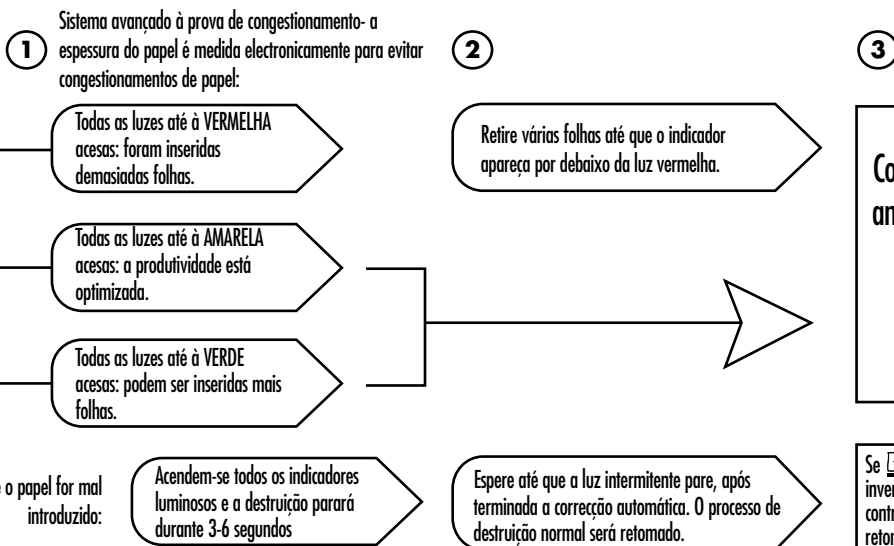 1
Sistema avançado à prova de congestionamento- a
espessura do papel é medida electronicamente para evitar
congestionamentos de papel:
2
3
Todas as luzes até à VERMELHA
acesas: foram inseridas
demasiadas folhas.
Retire várias folhas até que o indicador
apareça por debaixo da luz vermelha.
Todas as luzes até à AMARELA
acesas: a produtividade está
optimizada.
Todas as luzes até à VERDE
acesas: podem ser inseridas mais
folhas.
o papel for mal
introduzido:
Acendem-se todos os indicadores
luminosos e a destruição parará
durante 3-6 segundos
Espere até que a luz intermitente pare, após
terminada a correcção automática. O processo de
destruição normal será retomado.
Se